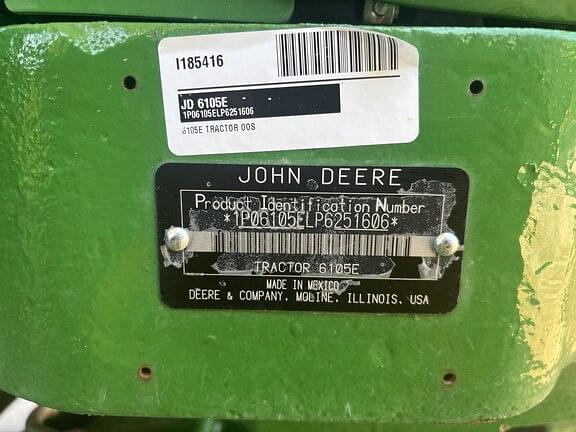 I185416
JD 6105E
1P06105ELP6251606
6105E TRACTOR OOS
JOHN DEERE
Product Identification Number
*1P06105ELP6251606*
TRACTOR 6105E
MADE IN MEXICO
DEERE & COMPANY, MOLINE, ILLINOIS, USA